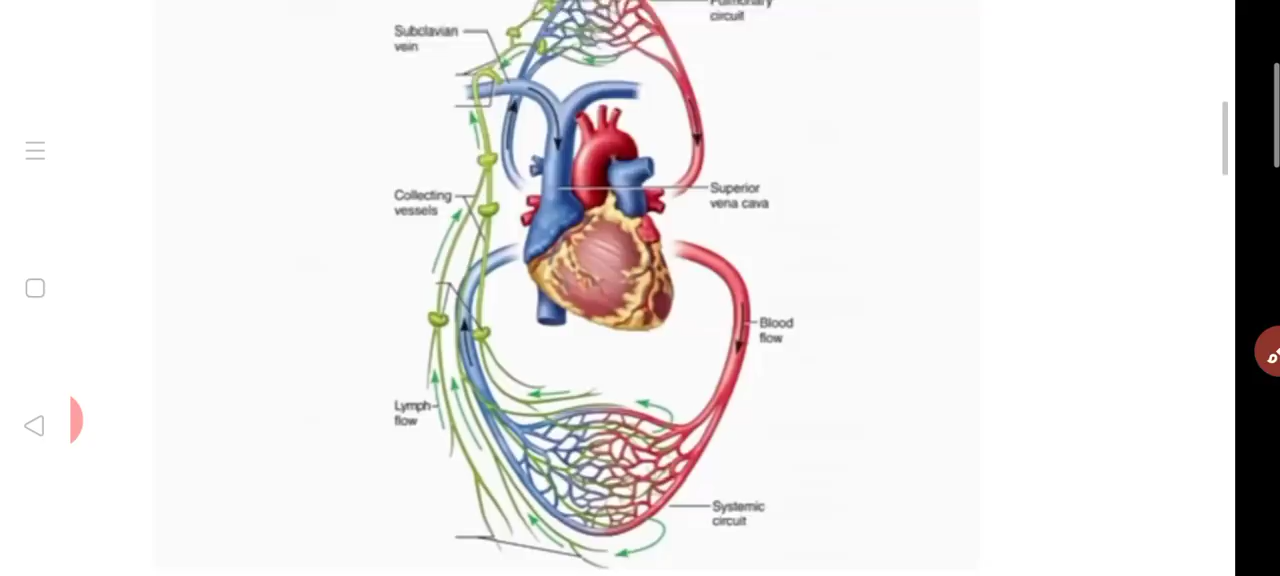 Pulmonary
circuit
Subclavian
vein
Collecting
vessels
Superior
vena cava
Blood
flow
Lymph
flow
Systemic
circuit